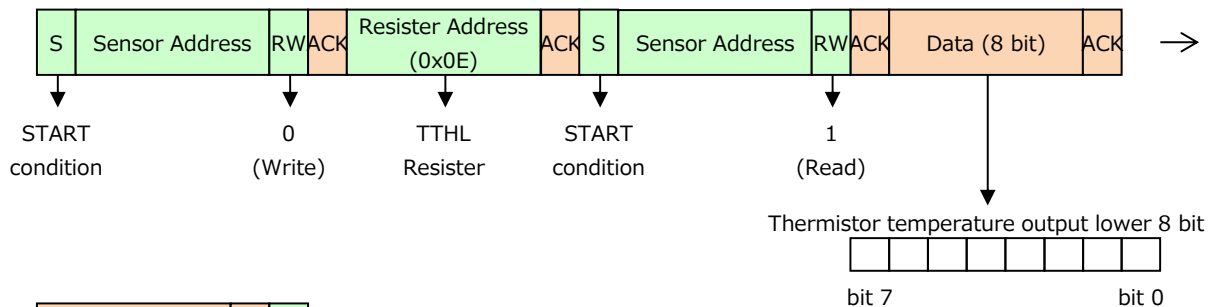 S Sensor Address RW ACK Resister Address (0x0E) ACK S Sensor Address RW ACK Data (8 bit) ACK →
START condition
0 (Write)
TTHL Resister
START condition
1 (Read)
Thermistor temperature output lower 8 bit
bit 7 bit 0